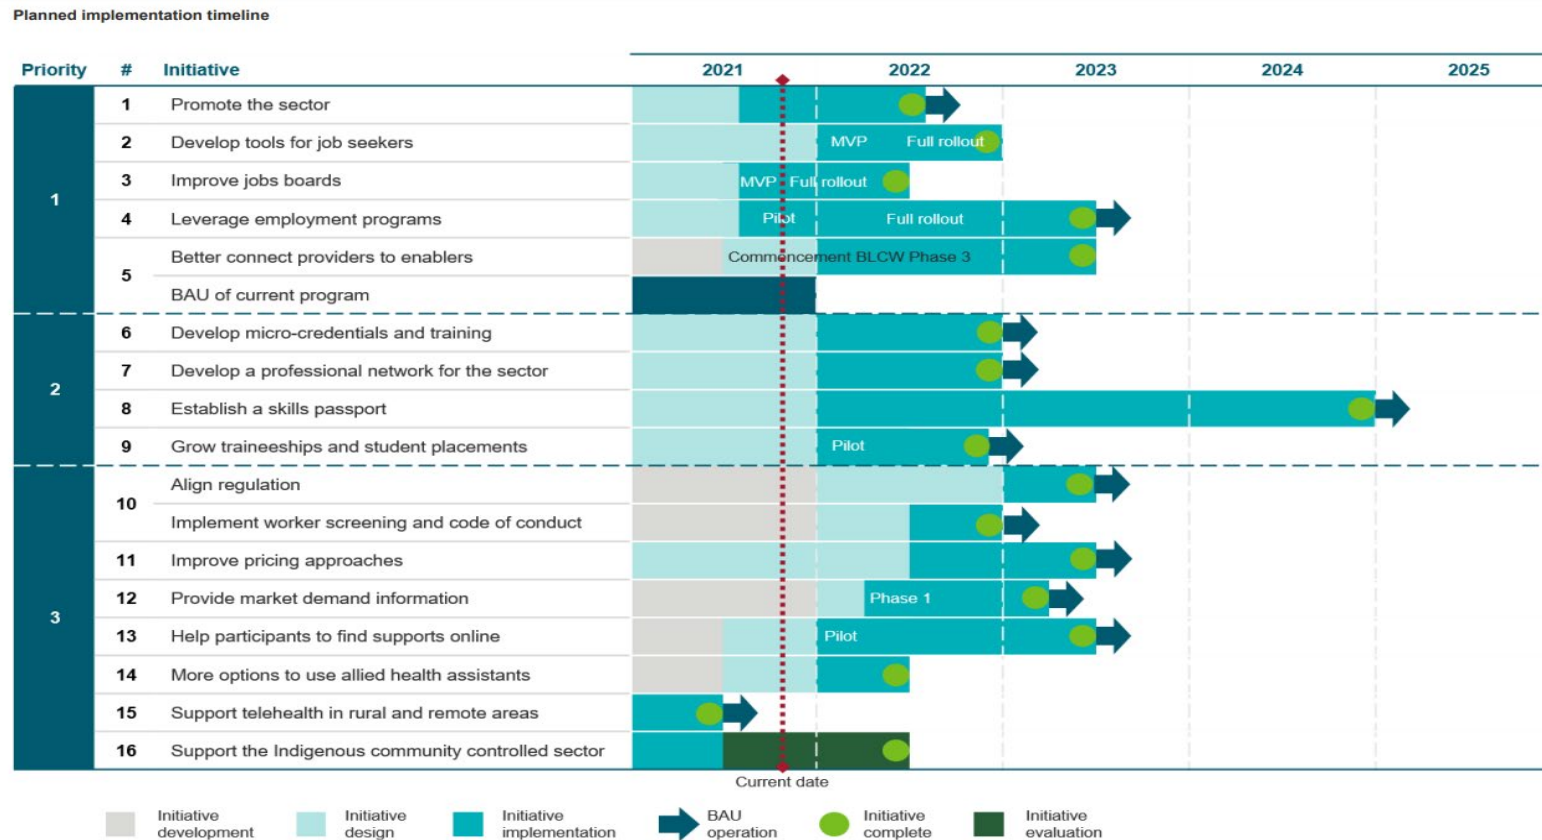 Planned implementation timeline
Priority # Initiative 2021 2022 2023 2024 2025
1
1 Promote the sector
2 Develop tools for job seekers MVP Full rollout
3 Improve jobs boards MVP Full rollout
4 Leverage employment programs Pilot Full rollout
5 Better connect providers to enablers Commencement BLCW Phase 3
BAU of current program
2
6 Develop micro-credentials and training
7 Develop a professional network for the sector
8 Establish a skills passport
9 Grow traineeships and student placements Pilot
3
10 Align regulation
Implement worker screening and code of conduct
11 Improve pricing approaches
12 Provide market demand information Phase 1
13 Help participants to find supports online Pilot
14 More options to use allied health assistants
15 Support telehealth in rural and remote areas
16 Support the Indigenous community controlled sector
Current date
Initiative development
Initiative design
Initiative implementation
BAU operation
Initiative complete
Initiative evaluation